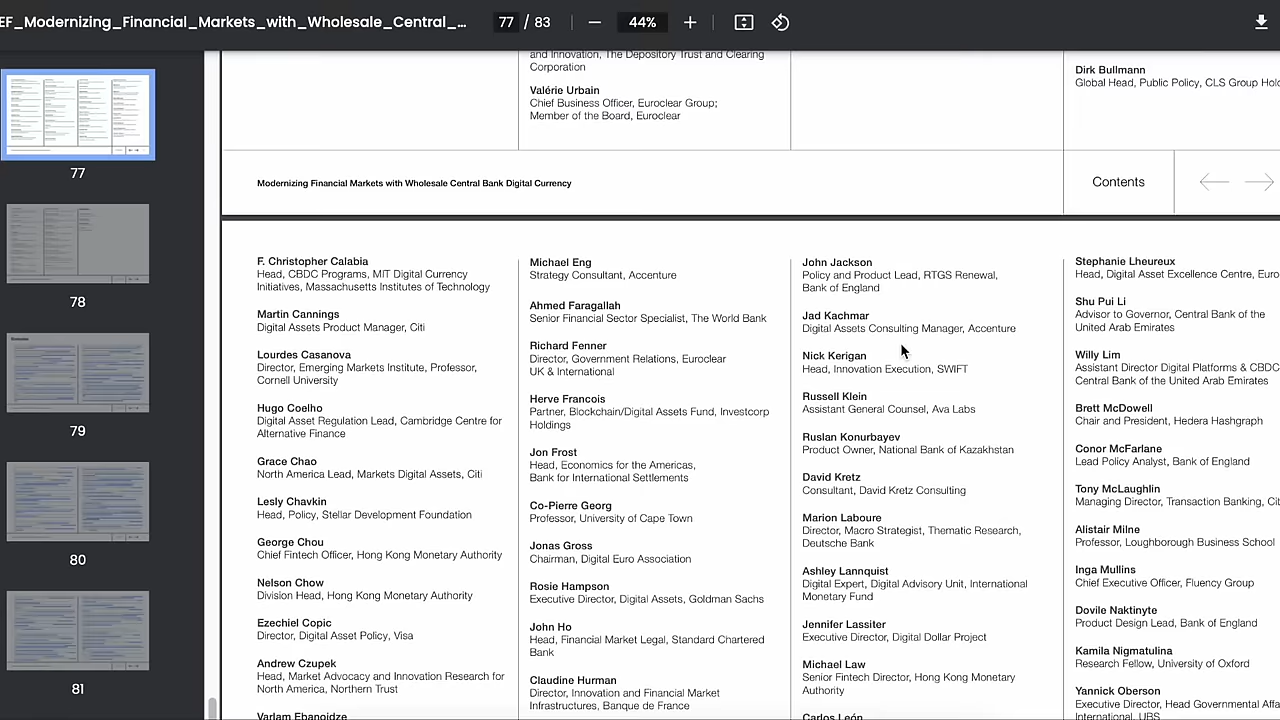 EF_Modernizing_Financial_Markets_with_Wholesale_Central_...
77 / 83
44%
77
78
79
80
81
and Innovation, The Depository Trust and Clearing
Corporation
Urbain
Chief Business Officer, Euroclear Group;
Member of the Board, Euroclear
Dirk Bullmann
Global Head, Public Policy, CLS Group
Modernizing Financial Markets with Wholesale Central Bank Digital Currency
Contents
F. Christopher Calabia
Head, CBDC Programs, MIT Digital Currency
Initiatives, Massachusetts Institutes of Technology
Martin Cannings
Digital Assets Product Manager, Citi
Lourdes Casanova
Director, Emerging Markets Institute, Professor,
Cornell University
Hugo Coelho
Digital Asset Regulation Lead, Cambridge Centre for
Alternative Finance
Grace Chao
North America Lead, Markets Digital Assets, Citi
Lesly Chavkin
Head, Policy, Stellar Development Foundation
George Chou
Chief Fintech Officer, Hong Kong Monetary Authority
Nelson Chow
Division Head, Hong Kong Monetary Authority
Ezechiel Copic
Director, Digital Asset Policy, Visa
Andrew Czupek
Head, Market Advocacy and Innovation Research for
North America, Northern Trust
Varlam Ebanoidze
Michael Eng
Strategy Consultant, Accenture
Ahmed Faragallah
Senior Financial Sector Specialist, The World Bank
Richard Fenner
Director, Government Relations, Euroclear
UK & International
Herve Francois
Partner, Blockchain/Digital Assets Fund, Investcorp
Holdings
Jon Frost
Head, Economics for the Americas,
Bank for International Settlements
Co-Pierre Georg
Professor, University of Cape Town
Jonas Gross
Chairman, Digital Euro Association
Rosie Hampson
Executive Director, Digital Assets, Goldman Sachs
John Ho
Head, Financial Market Legal, Standard Chartered
Bank
Claudine Hurman
Director, Innovation and Financial Market
Infrastructures, Banque de France
John Jackson
Policy and Product Lead, RTGS Renewal,
Bank of England
Jad Kachmar
Digital Assets Consulting Manager, Accenture
Nick Kerigan
Head, Innovation Execution, SWIFT
Russell Klein
Assistant General Counsel, Ava Labs
Ruslan Konurbayev
Product Owner, National Bank of Kazakhstan
David Kretz
Consultant, David Kretz Consulting
Marion Laboure
Director, Macro Strategist, Thematic Research,
Deutsche Bank
Ashley Lannquist
Digital Expert, Digital Advisory Unit, International
Monetary Fund
Jennifer Lassiter
Executive Director, Digital Dollar Project
Michael Law
Senior Fintech Director, Hong Kong Monetary
Authority
Carlos León
Stephanie Lheureux
Head, Digital Asset Excellence Centre, Euro
Shu Pui Li
Advisor to Governor, Central Bank of the
United Arab Emirates
Willy Lim
Assistant Director Digital Platforms & CBDC
Central Bank of the United Arab Emirates
Brett McDowell
Chair and President, Hedera Hashgraph
Conor McFarlane
Lead Policy Analyst, Bank of England
Tony McLaughlin
Managing Director, Transaction Banking,
Alistair Milne
Professor, Loughborough Business School
Inga Mullins
Chief Executive Officer, Fluency Group
Dovile Naktinyte
Product Design Lead, Bank of England
Kamila Nigmatulina
Research Fellow, University of Oxford
Yannick Oberson
Executive Director, Head Governmental
International, UBS